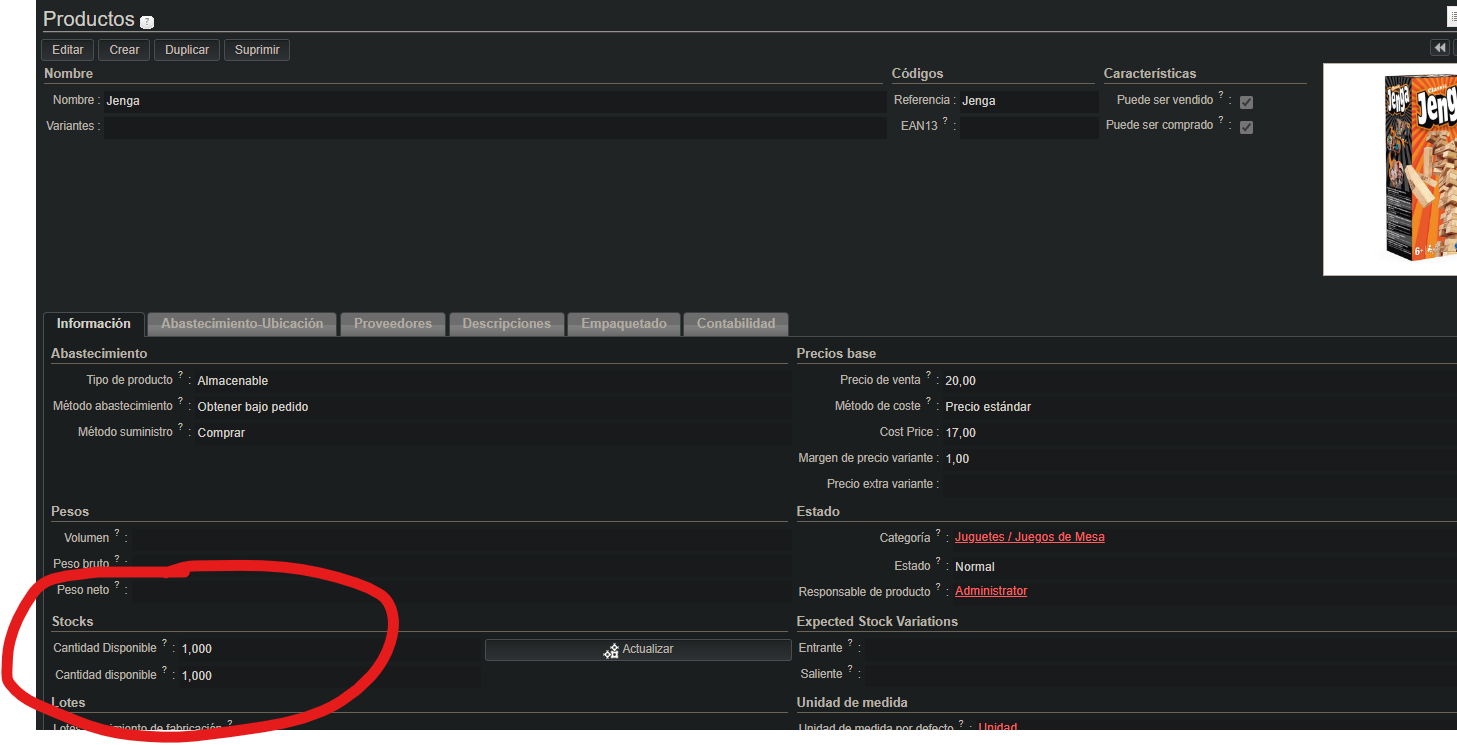 Productos ?
Editar Crear Duplicar Suprimir
Nombre Códigos Características
Nombre : Jenga Referencia : Jenga Puede ser vendido ? :
Variantes : EAN13 ? : Puede ser comprado ? :
Jenga
6+
Información Abastecimiento-Ubicación Proveedores Descripciones Empaquetado Contabilidad
Abastecimiento Precios base
Tipo de producto ? : Almacenable Precio de venta ? : 20,00
Método abastecimiento ? : Obtener bajo pedido Método de coste ? : Precio estándar
Método suministro ? : Comprar Cost Price : 17,00
Margen de precio variante : 1,00
Precio extra variante :
Pesos Estado
Volumen ? : Categoría ? : Juguetes / Juegos de Mesa
Peso bruto ? : Estado ? : Normal
Peso neto ? : Responsable de producto ? : Administrator
Stocks Expected Stock Variations
Cantidad Disponible ? : 1,000 Actualizar Entrante ? :
Cantidad disponible ? : 1,000 Saliente ? :
Lotes Unidad de medida
Lotes de fabricación ? Unidad de medida por defecto ? : Unidad